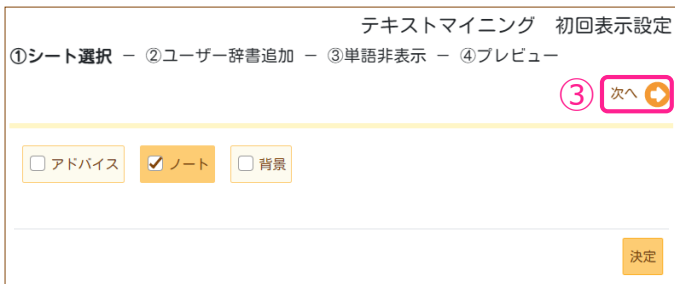 テキストマイニング　初回表示設定
①シート選択 － ②ユーザー辞書追加 － ③単語非表示 － ④プレビュー
③ 次へ
アドバイス ノート 背景
決定